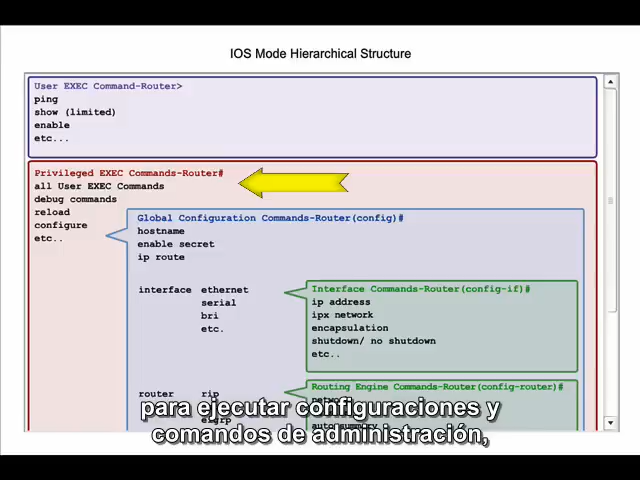 IOS Mode Hierarchical Structure
User EXEC Command-Router>
ping
show (limited)
enable
etc...
Privileged EXEC Commands-Router#
all User EXEC Commands
debug commands
reload
configure
etc..
Global Configuration Commands-Router(config)#
hostname
enable secret
ip route
interface ethernet
serial
bri
etc.
Interface Commands-Router(config-if)#
ip address
ipx network
encapsulation
shutdown/ no shutdown
etc..
router rip
Routing Engine Commands-Router(config-router)#
para ejecutar configuraciones y
comandos de administración,